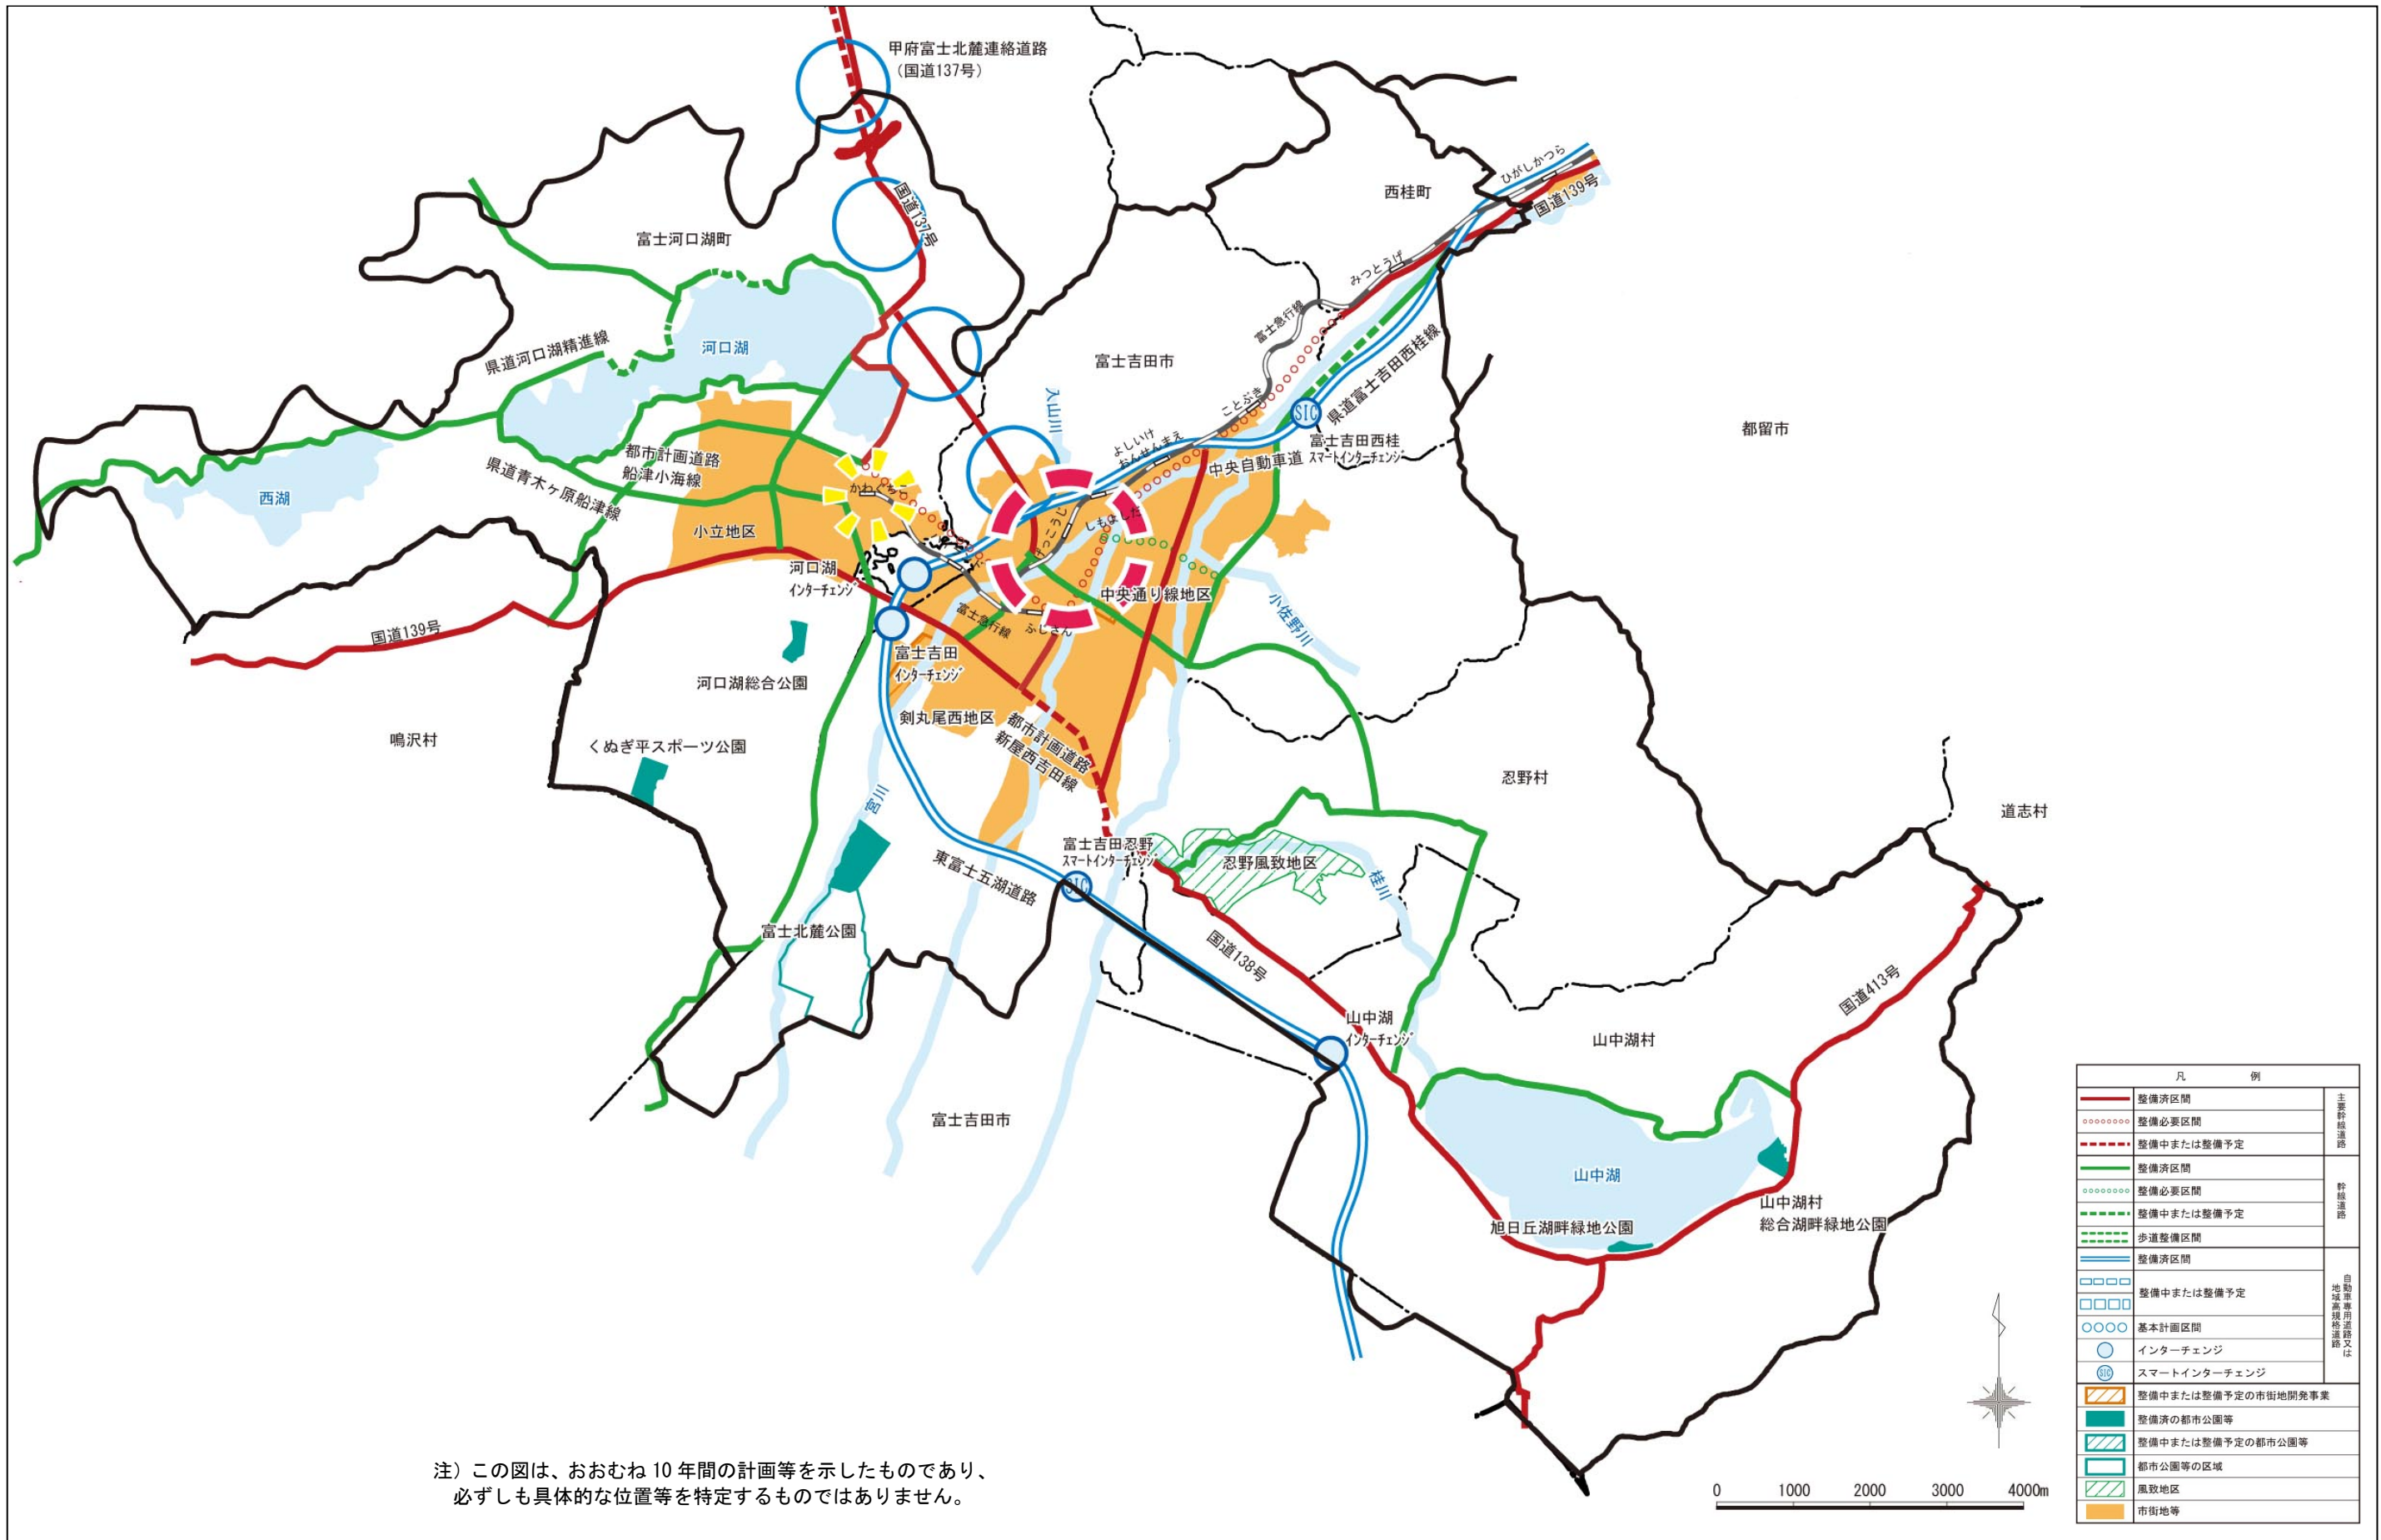 甲府富士北麓連絡道路
（国道137号）
国道137号
ひがしかつら
西桂町
国道139号
富士河口湖町
みつとうげ
富士急行線
県道河口湖精進線
河口湖
富士吉田市
入山川
ことぶき
県道富士吉田西桂線
SIC
よしいけ
おんせんまえ
富士吉田西桂
スマートインターチェンジ
中央自動車道
都留市
都市計画道路
船津小海線
県道青木ヶ原船津線
西湖
かわぐちこ
小立地区
げっこうじ
しもよしだ
河口湖
インターチェンジ
中央通り線地区
小佐野川
富士急行線
ふじさん
国道139号
富士吉田
インターチェンジ
河口湖総合公園
剣丸尾西地区
都市計画道路
新屋西吉田線
鳴沢村
くぬぎ平スポーツ公園
忍野村
道志村
宮川
富士吉田忍野
スマートインターチェンジ
SIC
忍野風致地区
桂川
東富士五湖道路
富士北麓公園
国道138号
国道413号
山中湖
インターチェンジ
山中湖村
富士吉田市
山中湖
旭日丘湖畔緑地公園
山中湖村
総合湖畔緑地公園
凡　例
整備済区間
整備必要区間
整備中または整備予定
主要幹線道路
整備済区間
整備必要区間
整備中または整備予定
歩道整備区間
幹線道路
整備済区間
整備中または整備予定
基本計画区間
インターチェンジ
SIC スマートインターチェンジ
自動車専用道路又は
地域高規格道路
整備中または整備予定の市街地開発事業
整備済の都市公園等
整備中または整備予定の都市公園等
都市公園等の区域
風致地区
市街地等
0 1000 2000 3000 4000m
注）この図は、おおむね 10 年間の計画等を示したものであり、
必ずしも具体的な位置等を特定するものではありません。